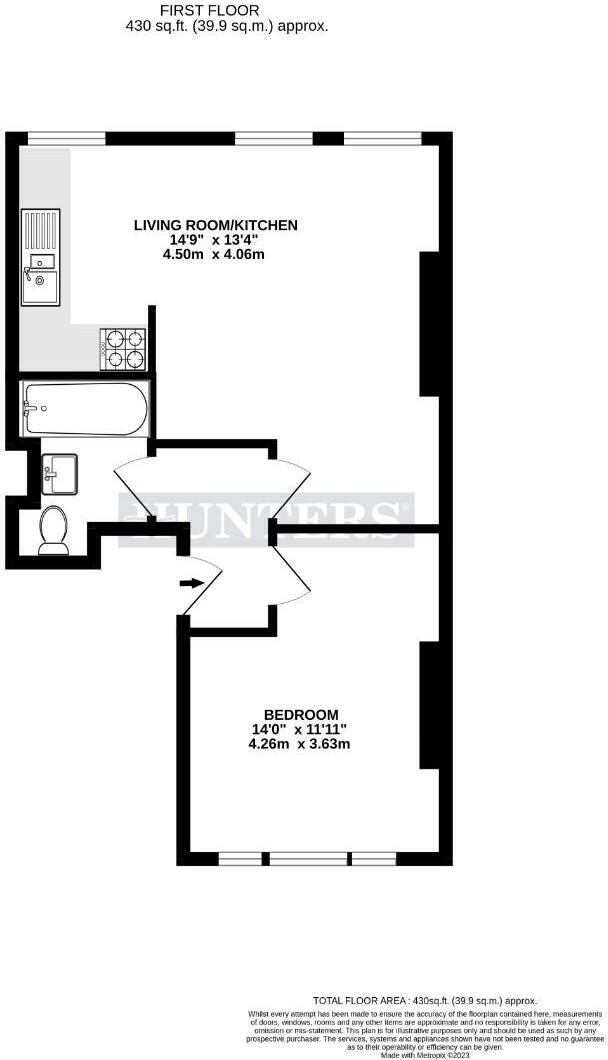 FIRST FLOOR
430 sq.ft. (39.9 sq.m.) approx.
LIVING ROOM/KITCHEN
14'9" x 13'4"
4.50m x 4.06m
HUNTERS®
BEDROOM
14'0" x 11'11"
4.26m x 3.63m
TOTAL FLOOR AREA : 430sq.ft. (39.9 sq.m.) approx.
Whilst every attempt has been made to ensure the accuracy of the floorplan contained here, measurements
of doors, windows, rooms and any other items are approximate and no responsibility is taken for any error,
omission or mis-statement. This plan is for illustrative purposes only and should be used as such by any
prospective purchaser. The services, systems and appliances shown have not been tested and no guarantee
as to their operability or efficiency can be given.
Made with Metropix ©2023